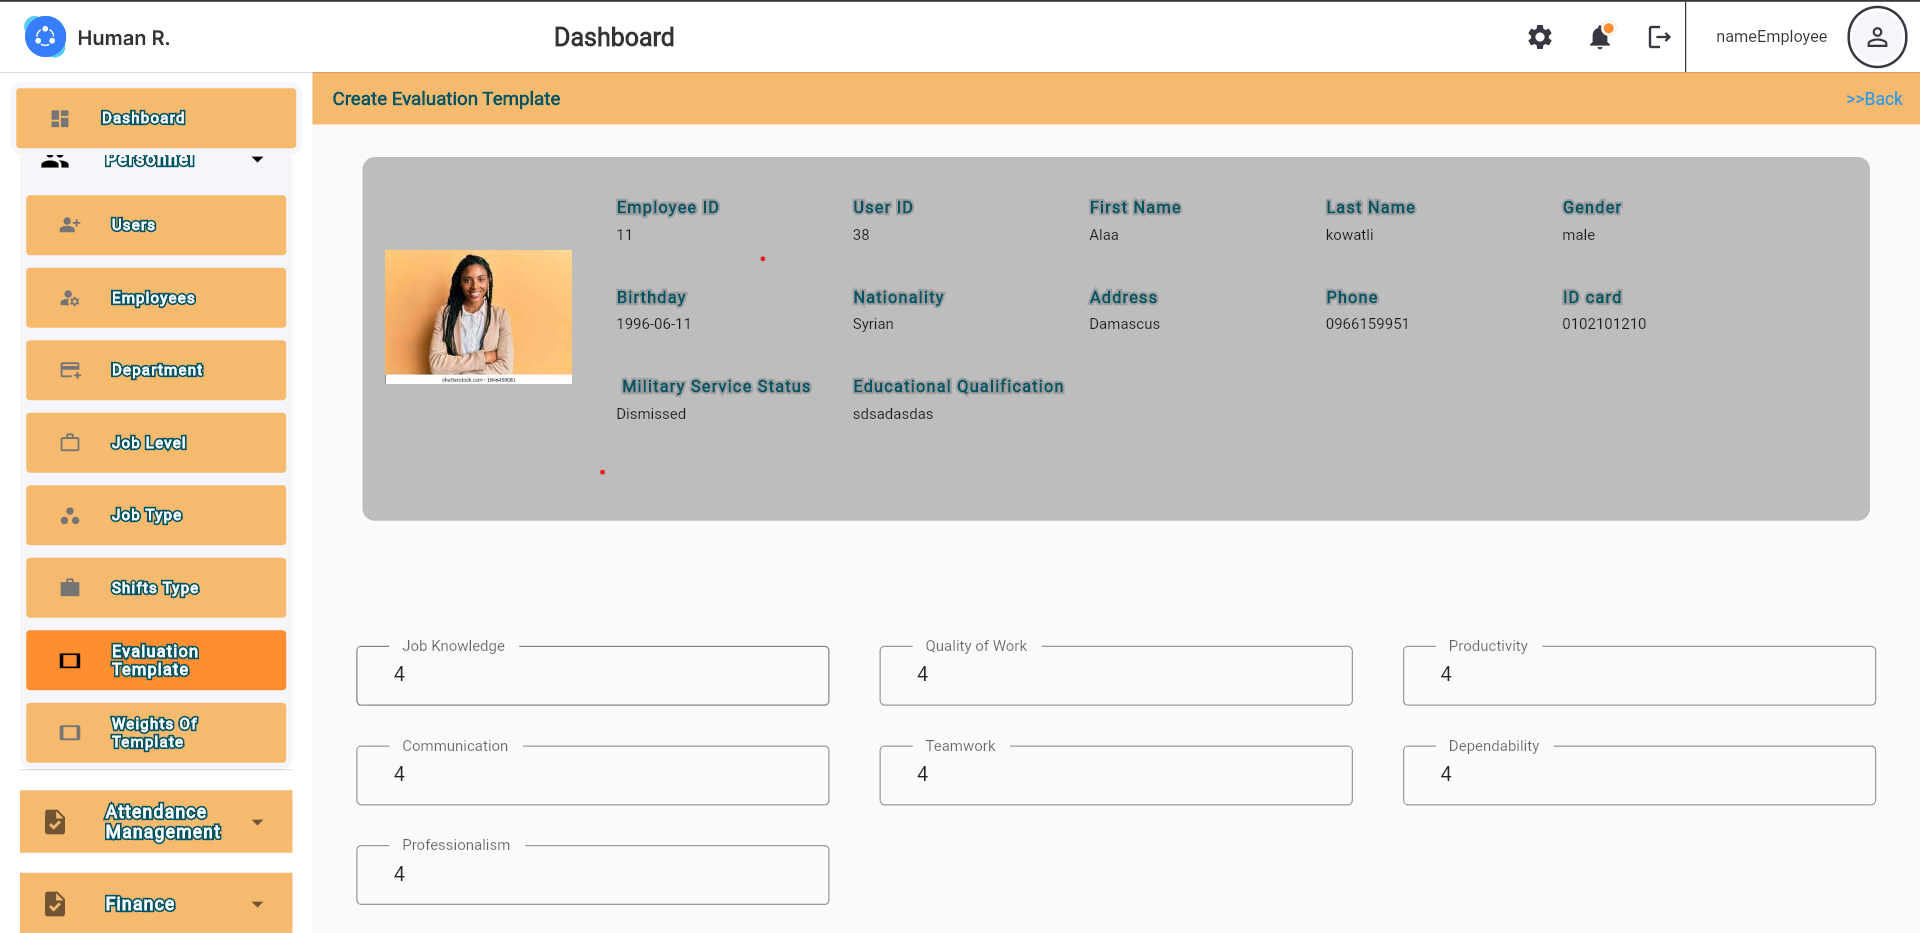 Human R.
Dashboard
nameEmployee
Dashboard
Personnel
Users
Employees
Department
Job Level
Job Type
Shifts Type
Evaluation
Template
Weights Of
Template
Attendance
Management
Finance
Create Evaluation Template
>>Back
Employee ID
11
User ID
38
First Name
Alaa
Last Name
kowatli
Gender
male
Birthday
1996-06-11
Nationality
Syrian
Address
Damascus
Phone
0966159951
ID card
0102101210
Military Service Status
Dismissed
Educational Qualification
sdsadasdas
shutterstock.com · 1846459081
Job Knowledge
4
Quality of Work
4
Productivity
4
Communication
4
Teamwork
4
Dependability
4
Professionalism
4